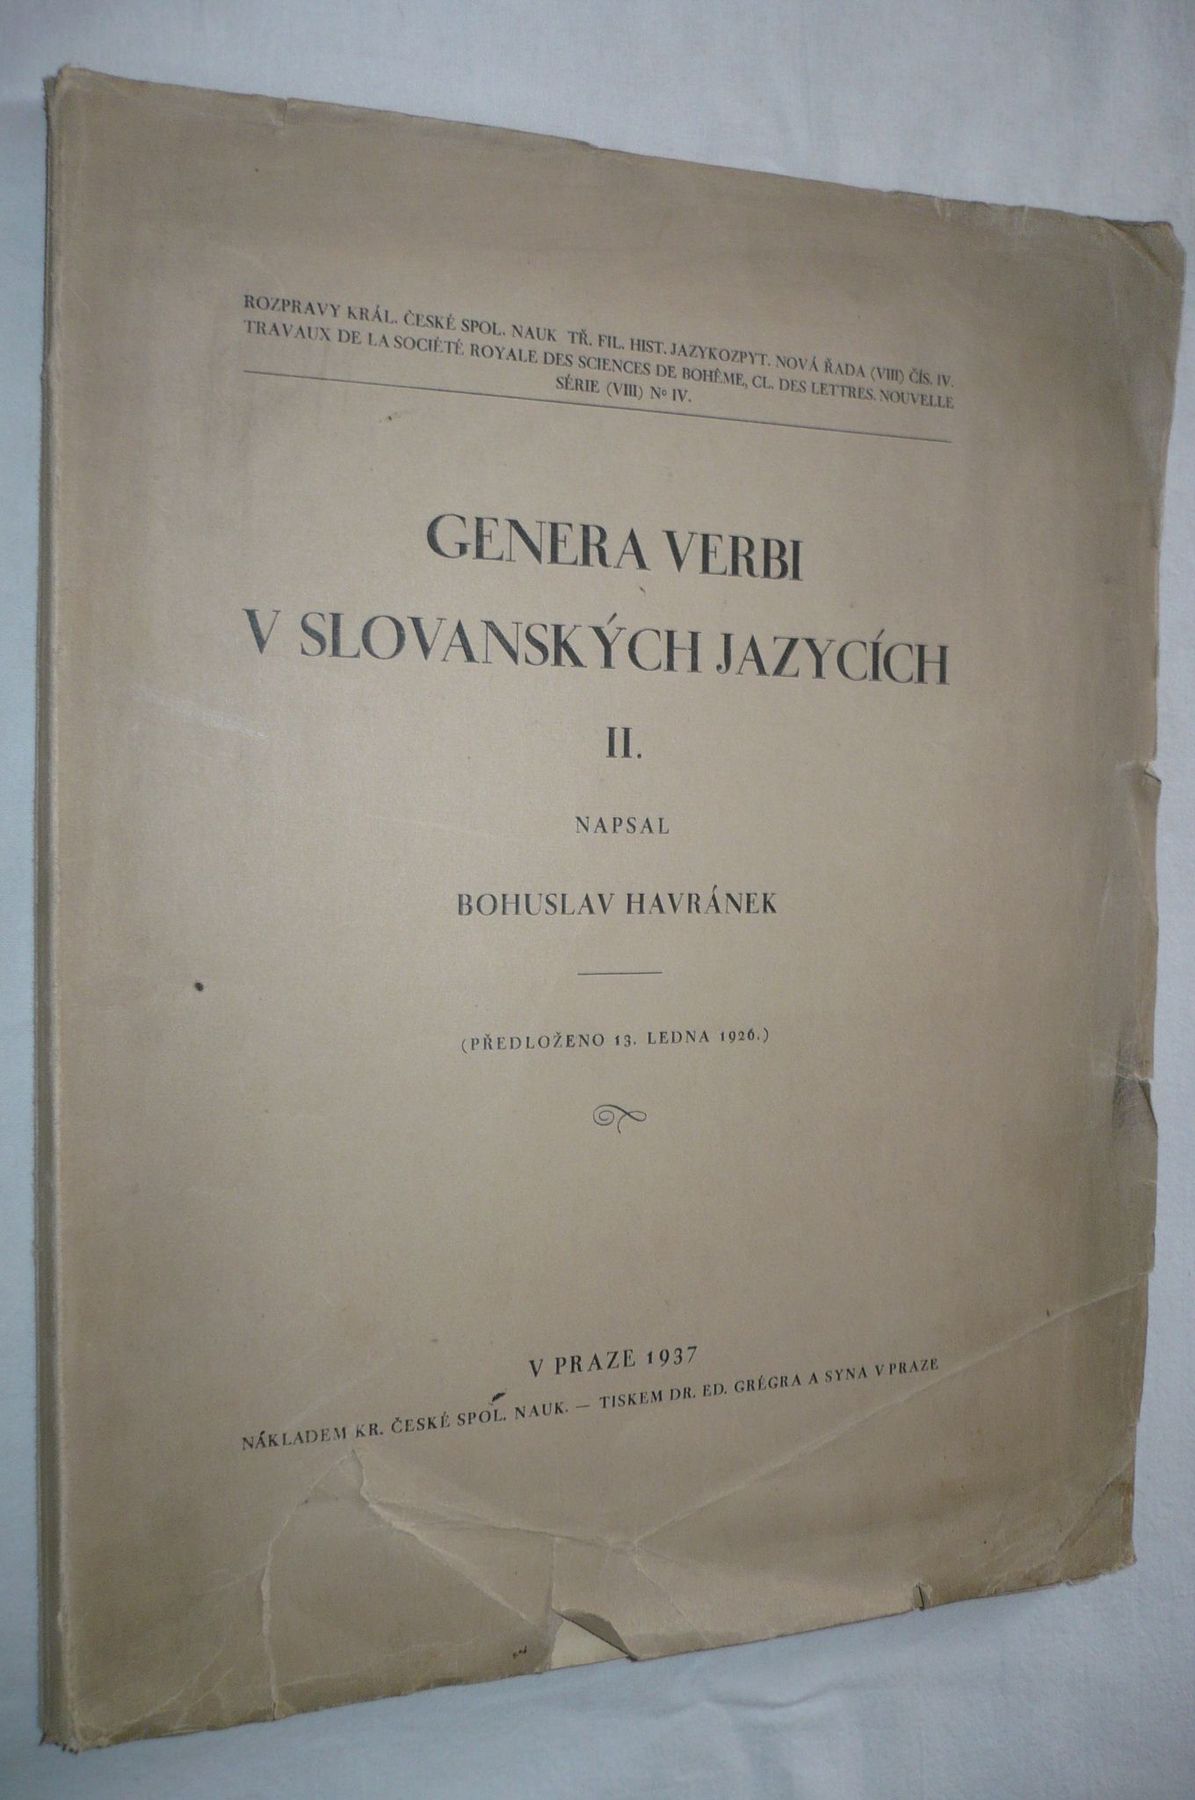 ROZPRAVY KRÁL. ČESKÉ SPOL. NAUK TŘ. FIL. HIST. JAZYKOZPYT. NOVÁ ŘADA (VIII) ČÍS. IV.
TRAVAUX DE LA SOCIÉTÉ ROYALE DES SCIENCES DE BOHÊME, CL. DES LETTRES. NOUVELLE
SÉRIE (VIII) Nº IV.
GENERA VERBI
V SLOVANSKÝCH JAZYCÍCH
II.
NAPSAL
BOHUSLAV HAVRÁNEK
(PŘEDLOŽENO 13. LEDNA 1926.)
V PRAZE 1937
NÁKLADEM KR. ČESKÉ SPOL. NAUK. — TISKEM DR. ED. GRÉGRA A SYNA V PRAZE